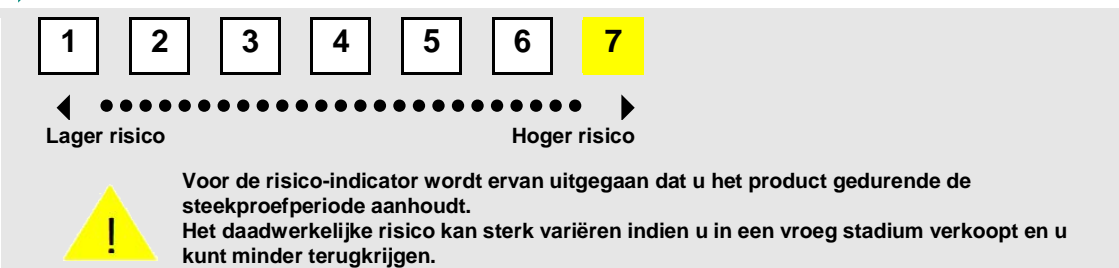 1 2 3 4 5 6 7
Lager risico Hoger risico
!
Voor de risico-indicator wordt ervan uitgegaan dat u het product gedurende de
steekproefperiode aanhoudt.
Het daadwerkelijke risico kan sterk variëren indien u in een vroeg stadium verkoopt en u
kunt minder terugkrijgen.